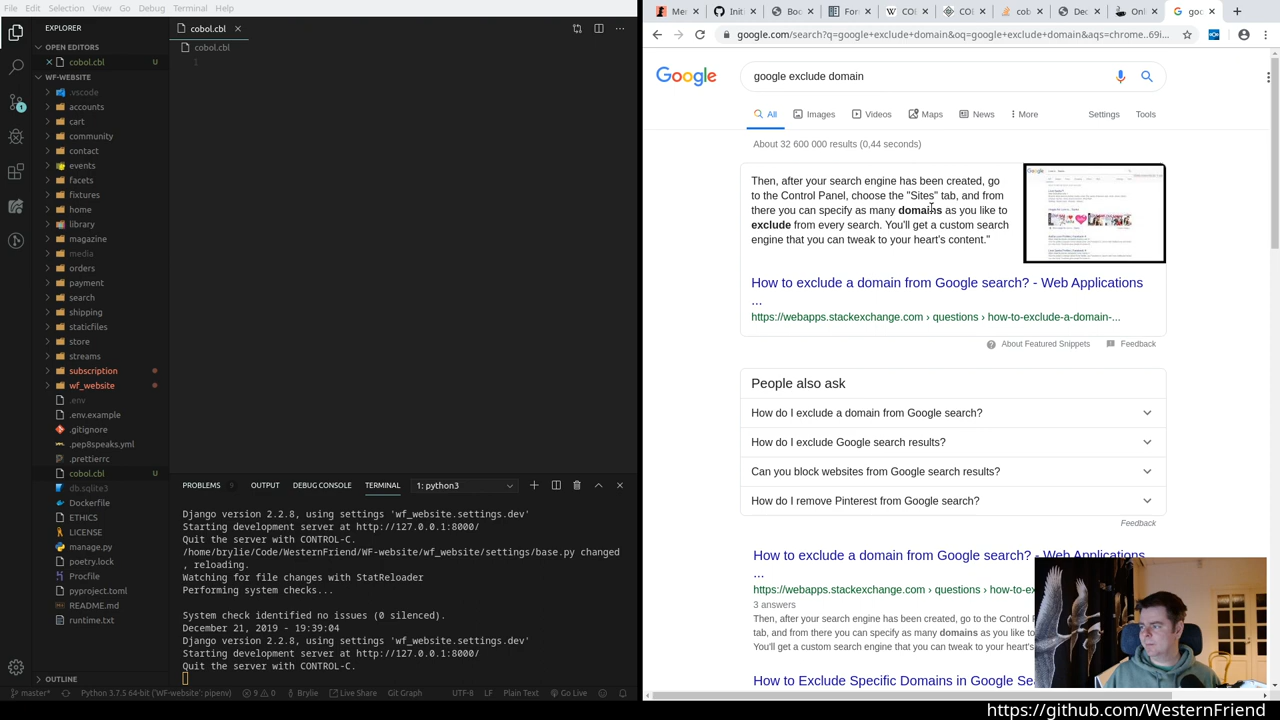 File Edit Selection View Go Debug Terminal Help
EXPLORER
OPEN EDITORS
cobol.cbl U
WF-WEBSITE
.vscode
accounts
cart
community
contact
events
facets
fixtures
home
library
magazine
media
orders
payment
search
shipping
staticfiles
store
streams
subscription
wf_website
.env
.env.example
.gitignore
.pep8speaks.yml
.prettierrc
cobol.cbl U
db.sqlite3
Dockerfile
ETHICS
LICENSE
manage.py
poetry.lock
Procfile
pyproject.toml
README.md
runtime.txt
OUTLINE
cobol.cbl
cobol.cbl
1
PROBLEMS 9 OUTPUT DEBUG CONSOLE TERMINAL 1: python3
Django version 2.2.8, using settings 'wf_website.settings.dev'
Starting development server at http://127.0.0.1:8000/
Quit the server with CONTROL-C.
/home/brylie/Code/WesternFriend/WF-website/wf_website/settings/base.py changed
, reloading.
Watching for file changes with StatReloader
Performing system checks...
System check identified no issues (0 silenced).
December 21, 2019 - 19:39:04
Django version 2.2.8, using settings 'wf_website.settings.dev'
Starting development server at http://127.0.0.1:8000/
Quit the server with CONTROL-C.
master* Python 3.7.5 64-bit ('WF-website': pipenv) 9 0 Brylie Live Share Git Graph UTF-8 LF Plain Text Go Live
Me Init Boo For COB CO cob Dec Onl goo
google.com/search?q=google+exclude+domain&oq=google+exclude+domain&aqs=chrome..69i...
Google
google exclude domain
All Images Videos Maps News More Settings Tools
About 32 600 000 results (0,44 seconds)
Then, after your search engine has been created, go
to the Control Panel, choose the "Sites" tab, and from
there you can specify as many domains as you like to
exclude from every search. You'll get a custom search
engine that you can tweak to your heart's content."
How to exclude a domain from Google search? - Web Applications
...
https://webapps.stackexchange.com › questions › how-to-exclude-a-domain-...
About Featured Snippets Feedback
People also ask
How do I exclude a domain from Google search?
How do I exclude Google search results?
Can you block websites from Google search results?
How do I remove Pinterest from Google search?
Feedback
How to exclude a domain from Google search? - Web Applications
...
https://webapps.stackexchange.com › questions › how-to-ex
3 answers
Then, after your search engine has been created, go to the Control P
tab, and from there you can specify as many domains as you like to
You'll get a custom search engine that you can tweak to your heart's
How to Exclude Specific Domains in Google Se
https://github.com/WesternFriend